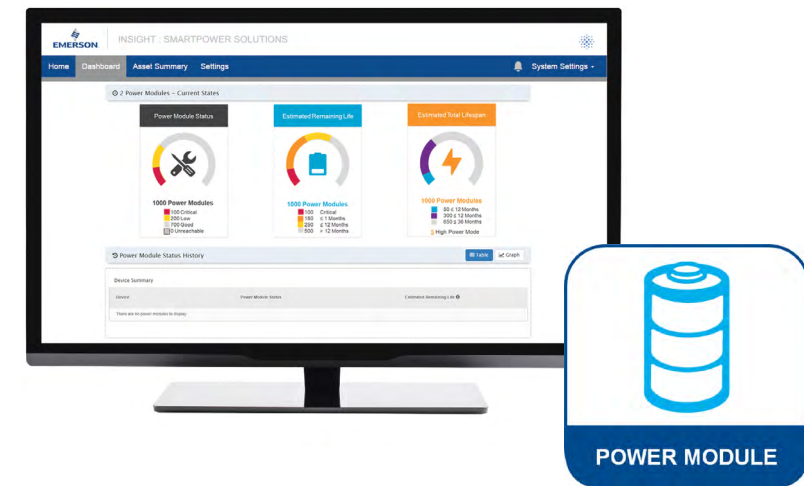 EMERSON
INSIGHT : SMARTPOWER SOLUTIONS
Home Dashboard Asset Summary Settings System Settings
2 Power Modules – Current States
Power Module Status
1000 Power Modules
100 Critical
200 Low
700 Good
0 Unreachable
Estimated Remaining Life
1000 Power Modules
100 Critical
150 ≤ 1 Months
250 ≤ 12 Months
500 > 12 Months
Estimated Total Lifespan
1000 Power Modules
50 ≤ 12 Months
300 ≤ 12 Months
650 ≥ 36 Months
High Power Mode
Power Module Status History
Table Graph
Device Summary
Device Power Module Status Estimated Remaining Life
There are no power modules to display
POWER MODULE